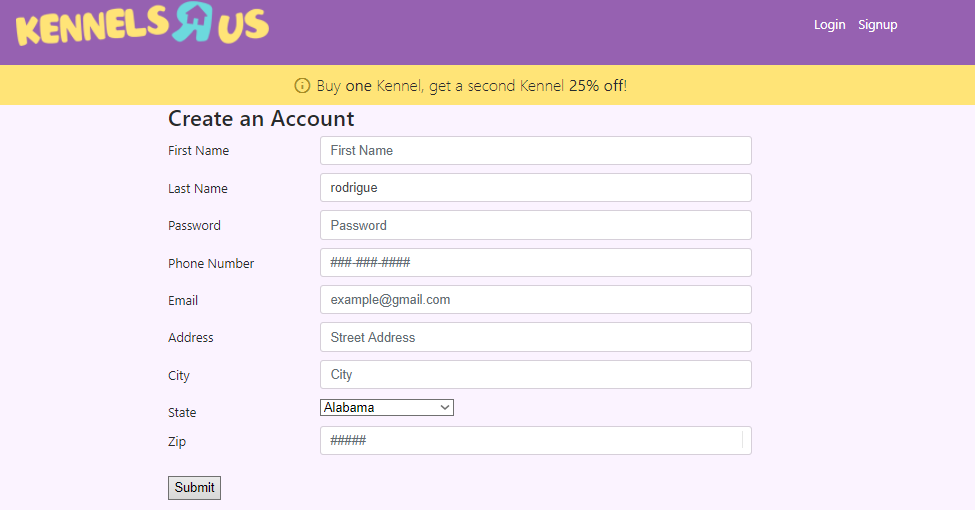 KENNELS R US
Login Signup
Buy one Kennel, get a second Kennel 25% off!
Create an Account
First Name First Name
Last Name rodrigue
Password Password
Phone Number ###-###-####
Email example@gmail.com
Address Street Address
City City
State Alabama
Zip #####
Submit